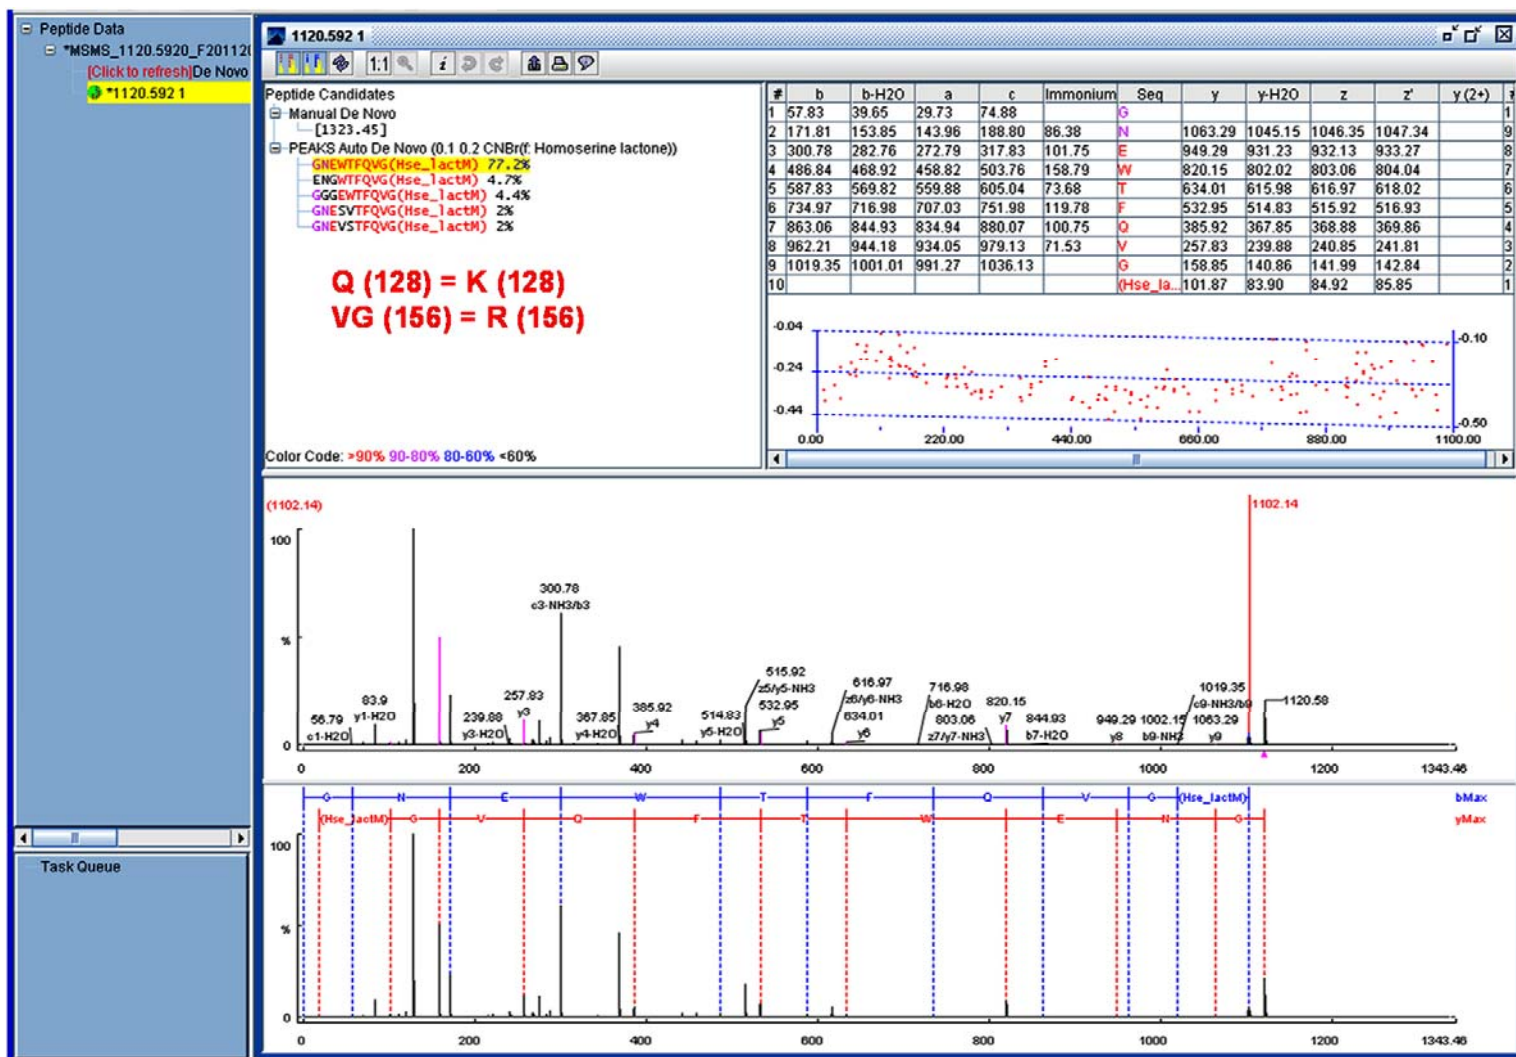 Peptide Data
*MSMS_1120.5920_F201120
[Click to refresh]De Novo
*1120.592 1
Task Queue
1120.592 1
1:1 i
Peptide Candidates
Manual De Novo
[1323.45]
PEAKS Auto De Novo (0.1 0.2 CNBr(f: Homoserine lactone))
GNEWTFQVG(Hse_lactM) 77.2%
ENGWTFQVG(Hse_lactM) 4.7%
GGGEWTFQVG(Hse_lactM) 4.4%
GNESVTFQVG(Hse_lactM) 2%
GNEVSTFQVG(Hse_lactM) 2%
Q (128) = K (128)
VG (156) = R (156)
Color Code: >90% 90-80% 80-60% <60%
# b b-H2O a c Immonium Seq y y-H2O z z' y (2+)
1 57.83 39.65 29.73 74.88 G 1
2 171.81 153.85 143.96 188.80 86.38 N 1063.29 1045.15 1046.35 1047.34 9
3 300.78 282.76 272.79 317.83 101.75 E 949.29 931.23 932.13 933.27 8
4 486.84 468.92 458.82 503.76 158.79 W 820.15 802.02 803.06 804.04 7
5 587.83 569.82 559.88 605.04 73.68 T 634.01 615.98 616.97 618.02 6
6 734.97 716.98 707.03 751.98 119.78 F 532.95 514.83 515.92 516.93 5
7 863.06 844.93 834.94 880.07 100.75 Q 385.92 367.85 368.88 369.86 4
8 962.21 944.18 934.05 979.13 71.53 V 257.83 239.88 240.85 241.81 3
9 1019.35 1001.01 991.27 1036.13 G 158.85 140.86 141.99 142.84 2
10 (Hse_la... 101.87 83.90 84.92 85.85 1
-0.04 -0.10
-0.24
-0.44 -0.50
0.00 220.00 440.00 660.00 880.00 1100.00
(1102.14) 1102.14
100
%
0
300.78
c3-NH3/b3
56.79
c1-H2O
83.9
y1-H2O
239.88
y3-H2O
257.83
y3
367.85
y4-H2O
385.92
y4
514.83
y5-H2O
515.92
z5/y5-NH3
532.95
y5
616.97
z6/y6-NH3
634.01
y6
716.98
b6-H2O
803.06
z7/y7-NH3
820.15
y7
844.93
b7-H2O
949.29
y8
1002.15
b9-NH3
1019.35
c9-NH3/b9
1063.29
y9
1120.58
0 200 400 600 800 1000 1200 1343.46
G N E W T F Q V G (Hse_lactM) bMax
(Hse_lactM) G V Q F T W E N G yMax
100
%
0
0 200 400 600 800 1000 1200 1343.46